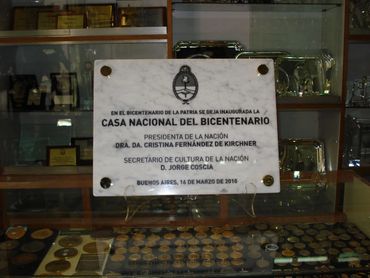 EN EL BICENTENARIO DE LA PATRIA SE DEJA INAUGURADA LA
CASA NACIONAL DEL BICENTENARIO
PRESIDENTA DE LA NACIÓN
DRA. DA. CRISTINA FERNÁNDEZ DE KIRCHNER
SECRETARIO DE CULTURA DE LA NACIÓN
D. JORGE COSCIA
BUENOS AIRES, 16 DE MARZO DE 2010